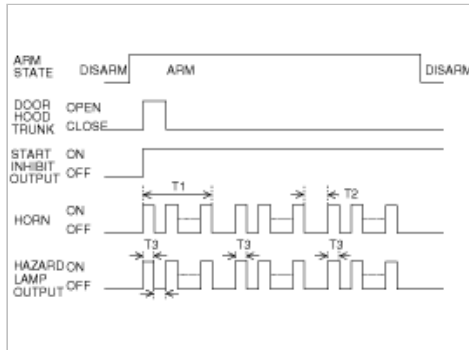 ARM
STATE
DISARM
ARM
DISARM
DOOR
HOOD
TRUNK
OPEN
CLOSE
START
INHIBIT
OUTPUT
ON
OFF
T1
T2
HORN
ON
OFF
T3
T3
T3
HAZARD
LAMP
OUTPUT
ON
OFF